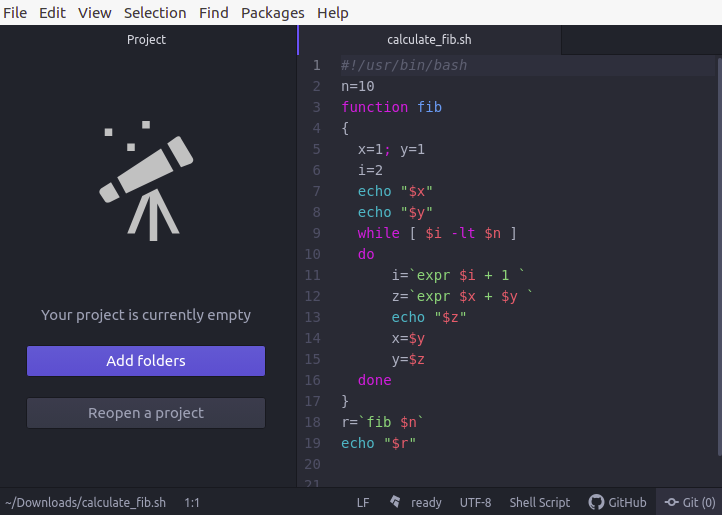 File Edit View Selection Find Packages Help
Project
calculate_fib.sh
Your project is currently empty
Add folders
Reopen a project
1 #!/usr/bin/bash
2 n=10
3 function fib
4 {
5 x=1; y=1
6 i=2
7 echo "$x"
8 echo "$y"
9 while [ $i -lt $n ]
10 do
11 i=`expr $i + 1 `
12 z=`expr $x + $y `
13 echo "$z"
14 x=$y
15 y=$z
16 done
17 }
18 r=`fib $n`
19 echo "$r"
20
21
~/Downloads/calculate_fib.sh 1:1 LF ready UTF-8 Shell Script GitHub Git (0)